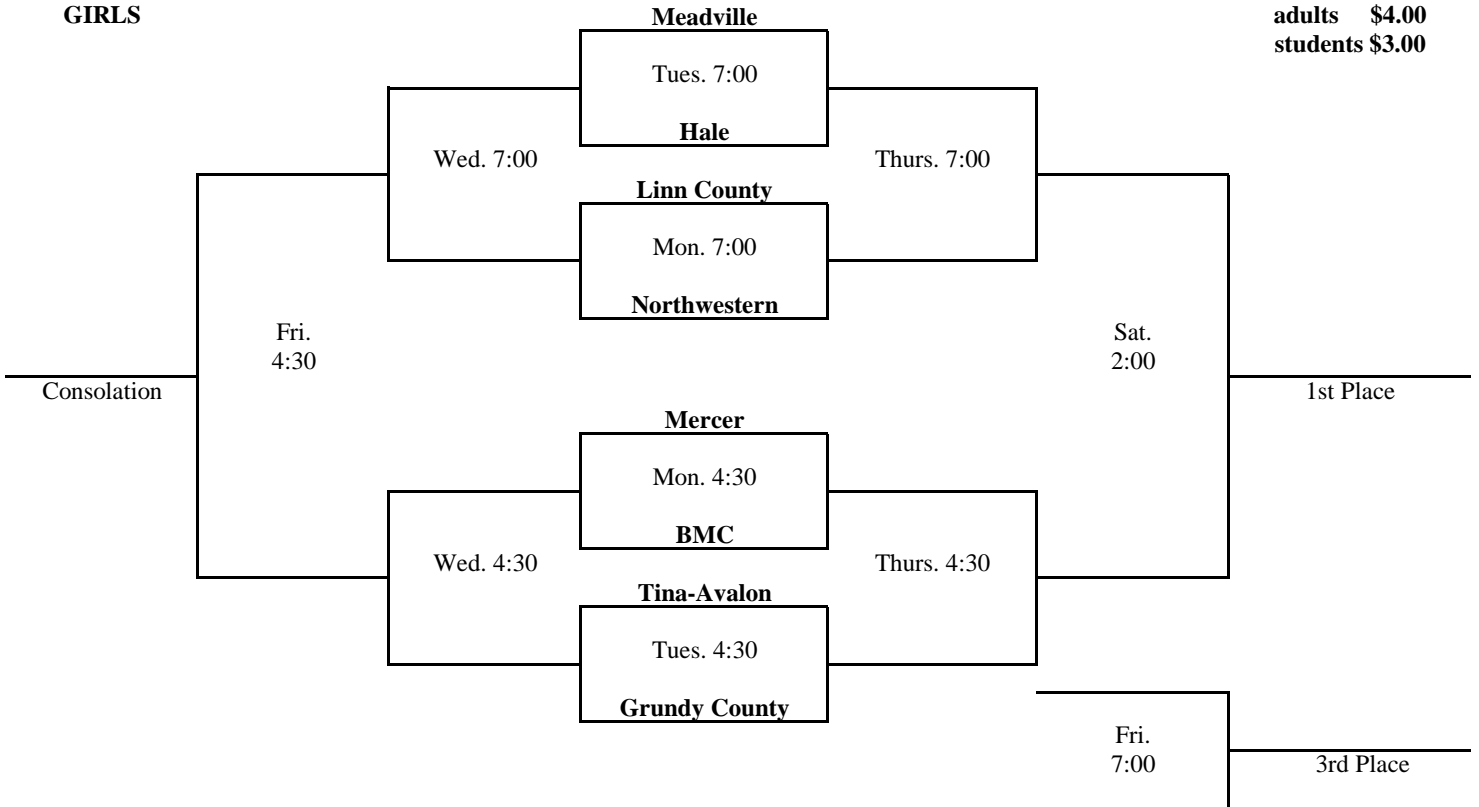 GIRLS
Meadville
adults $4.00
students $3.00
Tues. 7:00
Hale
Wed. 7:00
Thurs. 7:00
Linn County
Mon. 7:00
Northwestern
Fri.
4:30
Sat.
2:00
Consolation
1st Place
Mercer
Mon. 4:30
BMC
Wed. 4:30
Thurs. 4:30
Tina-Avalon
Tues. 4:30
Grundy County
Fri.
7:00
3rd Place